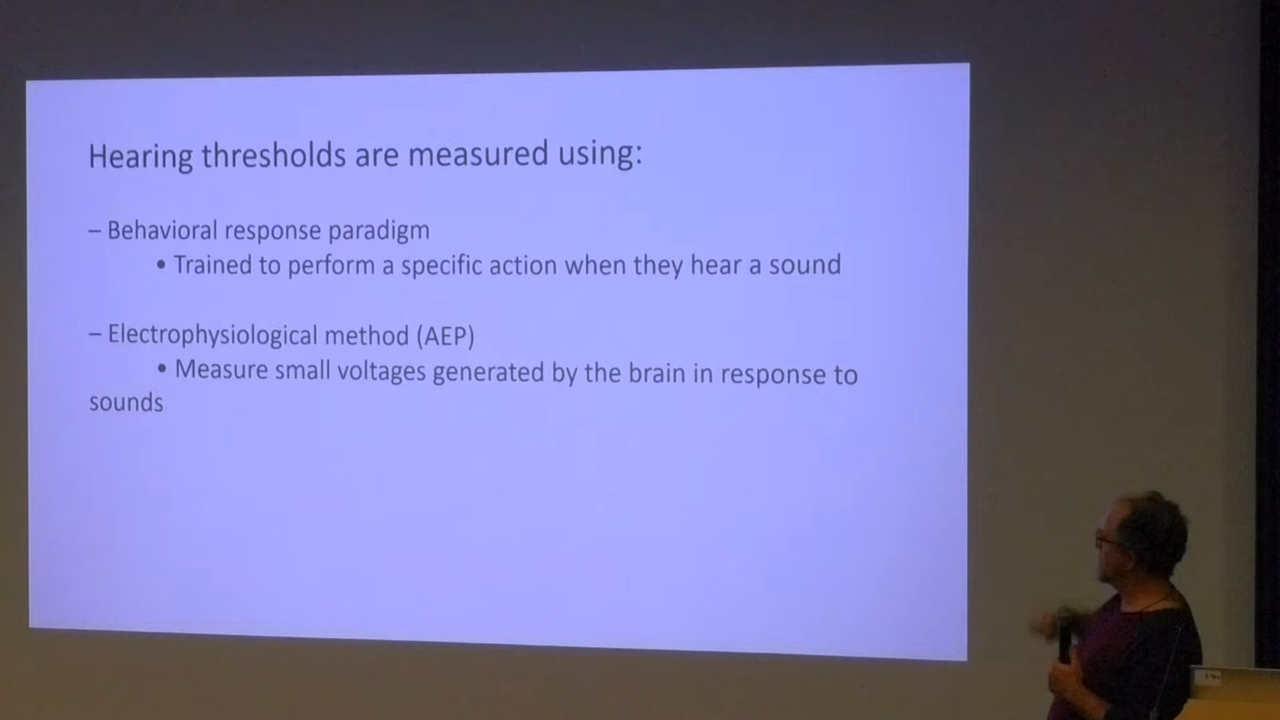 Hearing thresholds are measured using:
– Behavioral response paradigm
• Trained to perform a specific action when they hear a sound
– Electrophysiological method (AEP)
• Measure small voltages generated by the brain in response to
sounds